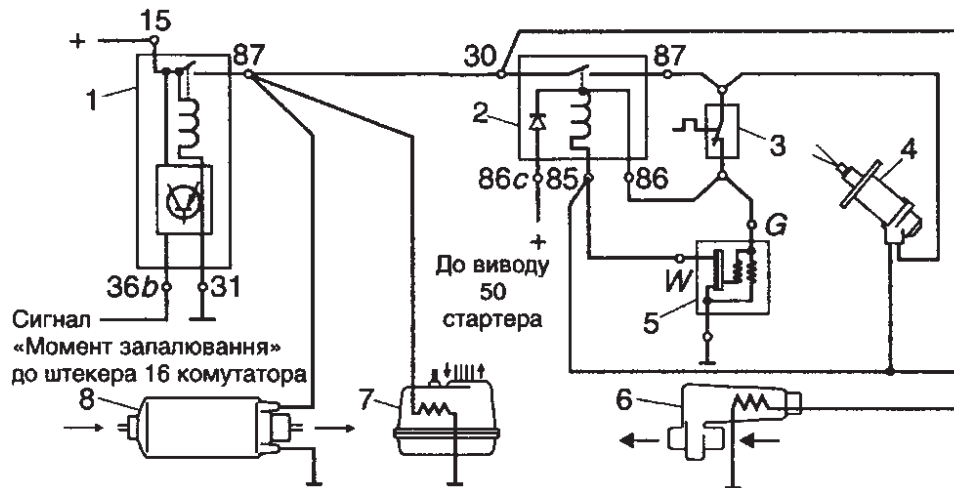 + 15
87
30
87
1
2
3
4
86c 85 86
G
+
До виводу
50
стартера
W
5
36b 31
Сигнал
«Момент запалювання»
до штекера 16 комутатора
8
7
6